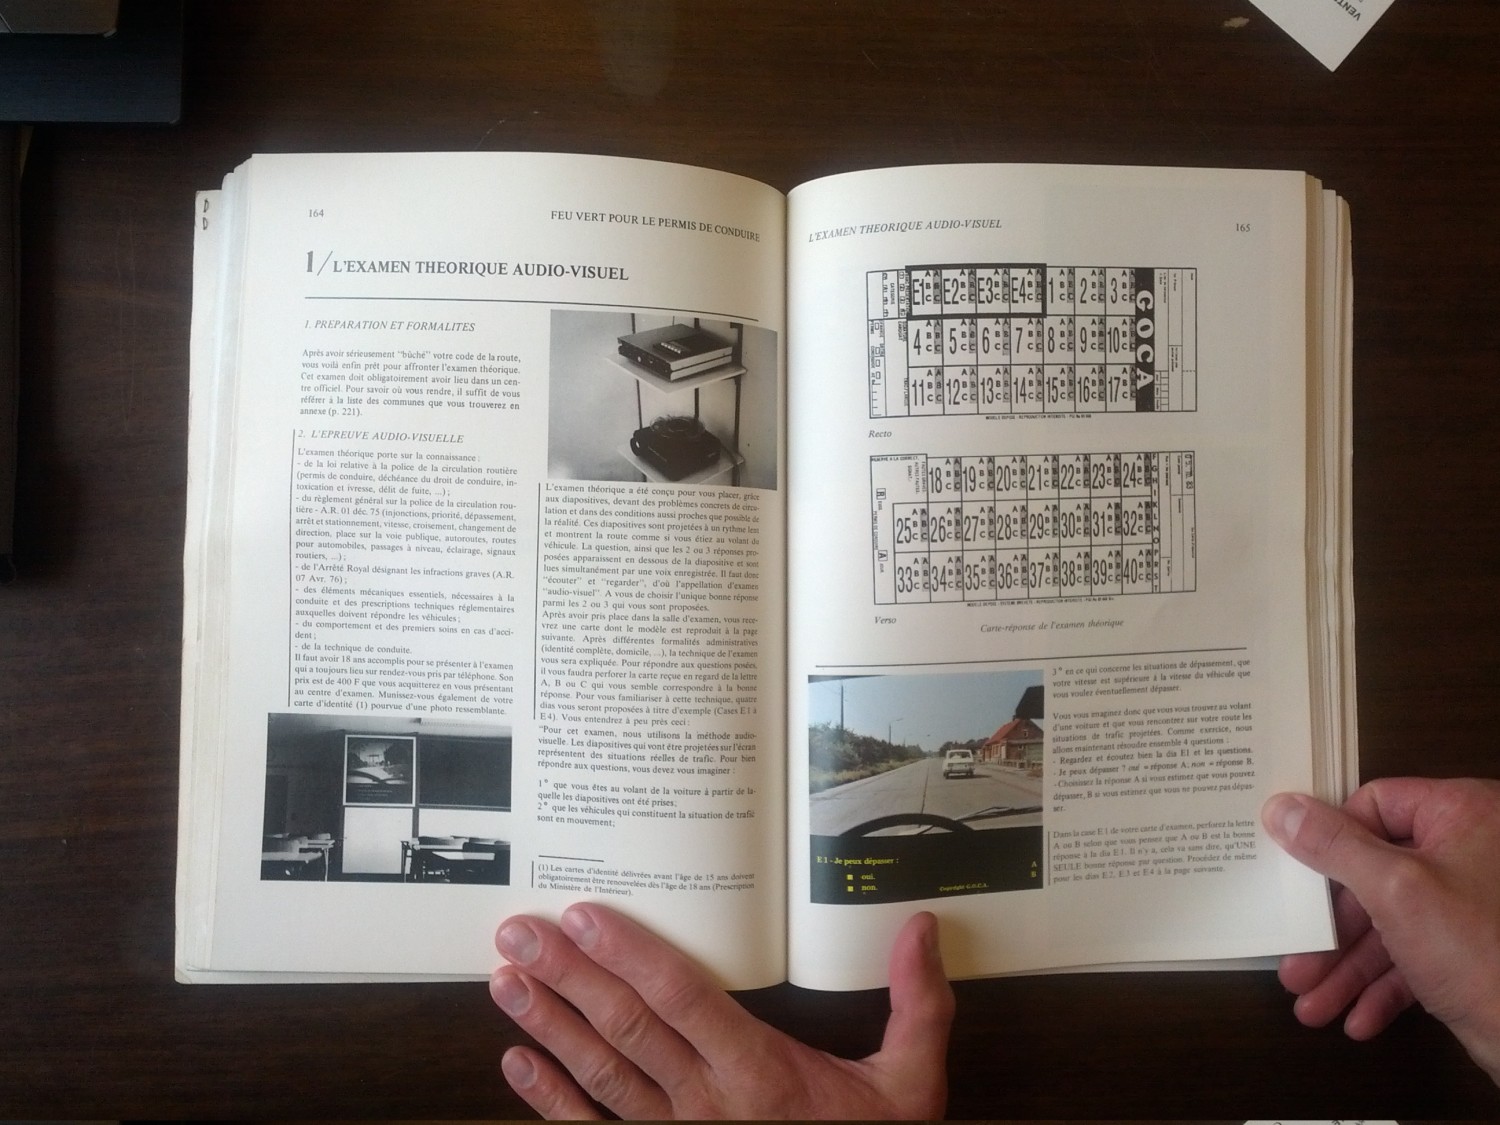 VENT
D
D
164
FEU VERT POUR LE PERMIS DE CONDUIRE
1/ L'EXAMEN THEORIQUE AUDIO-VISUEL
1. PREPARATION ET FORMALITES
Après avoir sérieusement "bûché" votre code de la route,
vous voilà enfin prêt pour affronter l'examen théorique.
Cet examen doit obligatoirement avoir lieu dans un cen-
tre officiel. Pour savoir où vous rendre, il suffit de vous
référer à la liste des communes que vous trouverez en
annexe (p. 221).
2. L'EPREUVE AUDIO-VISUELLE
L'examen théorique porte sur la connaissance :
- de la loi relative à la police de la circulation routière
(permis de conduire, déchéance du droit de conduire, in-
toxication et ivresse, délit de fuite, ...) ;
- du règlement général sur la police de la circulation rou-
tière - A.R. 01 déc. 75 (injonctions, priorité, dépassement,
arrêt et stationnement, vitesse, croisement, changement de
direction, place sur la voie publique, autoroutes, routes
pour automobiles, passages à niveau, éclairage, signaux
routiers, ...) ;
- de l'Arrêté Royal désignant les infractions graves (A.R.
07 Avr. 76) ;
- des éléments mécaniques essentiels, nécessaires à la
conduite et des prescriptions techniques réglementaires
auxquelles doivent répondre les véhicules ;
- du comportement et des premiers soins en cas d'acci-
dent ;
- de la technique de conduite.
Il faut avoir 18 ans accomplis pour se présenter à l'examen
qui a toujours lieu sur rendez-vous pris par téléphone. Son
prix est de 400 F que vous acquitterez en vous présentant
au centre d'examen. Munissez-vous également de votre
carte d'identité (1) pourvue d'une photo ressemblante.
L'examen théorique a été conçu pour vous placer, grâce
aux diapositives, devant des problèmes concrets de circu-
lation et dans des conditions aussi proches que possible de
la réalité. Ces diapositives sont projetées à un rythme lent
et montrent la route comme si vous étiez au volant du
véhicule. La question, ainsi que les 2 ou 3 réponses pro-
posées apparaissent en dessous de la diapositive et sont
lues simultanément par une voix enregistrée. Il faut donc
"écouter" et "regarder", d'où l'appellation d'examen
"audio-visuel". A vous de choisir l'unique bonne réponse
parmi les 2 ou 3 qui vous sont proposées.
Après avoir pris place dans la salle d'examen, vous rece-
vrez une carte dont le modèle est reproduit à la page
suivante. Après différentes formalités administratives
(identité complète, domicile, ...), la technique de l'examen
vous sera expliquée. Pour répondre aux questions posées,
il vous faudra perforer la carte reçue en regard de la lettre
A, B ou C qui vous semble correspondre à la bonne
réponse. Pour vous familiariser à cette technique, quatre
dias vous seront proposées à titre d'exemple (Cases E1 à
E4). Vous entendrez à peu près ceci :
"Pour cet examen, nous utilisons la méthode audio-
visuelle. Les diapositives qui vont être projetées sur l'écran
représentent des situations réelles de trafic. Pour bien
répondre aux questions, vous devez vous imaginer :
1° que vous êtes au volant de la voiture à partir de la-
quelle les diapositives ont été prises;
2° que les véhicules qui constituent la situation de trafic
sont en mouvement;
(1) Les cartes d'identité délivrées avant l'âge de 15 ans doivent
obligatoirement être renouvelées dès l'âge de 18 ans (Prescription
du Ministère de l'Intérieur).
L'EXAMEN THEORIQUE AUDIO-VISUEL
165
E1 A B C E2 A B C E3 A B C E4 A B C 1 A B C 2 A B C 3 A B C
4 A B C 5 A B C 6 A B C 7 A B C 8 A B C 9 A B C 10 A B C
11 A B C 12 A B C 13 A B C 14 A B C 15 A B C 16 A B C 17 A B C
GOCA
Recto
18 A B C 19 A B C 20 A B C 21 A B C 22 A B C 23 A B C 24 A B C
25 A B C 26 A B C 27 A B C 28 A B C 29 A B C 30 A B C 31 A B C 32 A B C
33 A B C 34 A B C 35 A B C 36 A B C 37 A B C 38 A B C 39 A B C 40 A B C
Verso
Carte-réponse de l'examen théorique
E 1 - Je peux dépasser :
oui.
non.
A
B
Copyright G.O.C.A.
3° en ce qui concerne les situations de dépassement, que
votre vitesse est supérieure à la vitesse du véhicule que
vous voulez éventuellement dépasser.
Vous vous imaginez donc que vous vous trouvez au volant
d'une voiture et que vous rencontrez sur votre route les
situations de trafic projetées. Comme exercice, nous
allons maintenant résoudre ensemble 4 questions :
- Regardez et écoutez bien la dia E1 et les questions.
- Je peux dépasser ? oui = réponse A; non = réponse B.
- Choisissez la réponse A si vous estimez que vous pouvez
dépasser, B si vous estimez que vous ne pouvez pas dépas-
ser.
Dans la case E 1 de votre carte d'examen, perforez la lettre
A ou B selon que vous pensez que A ou B est la bonne
réponse à la dia E1. Il n'y a, cela va sans dire, qu'UNE
SEULE bonne réponse par question. Procédez de même
pour les dias E2, E3 et E4 à la page suivante.